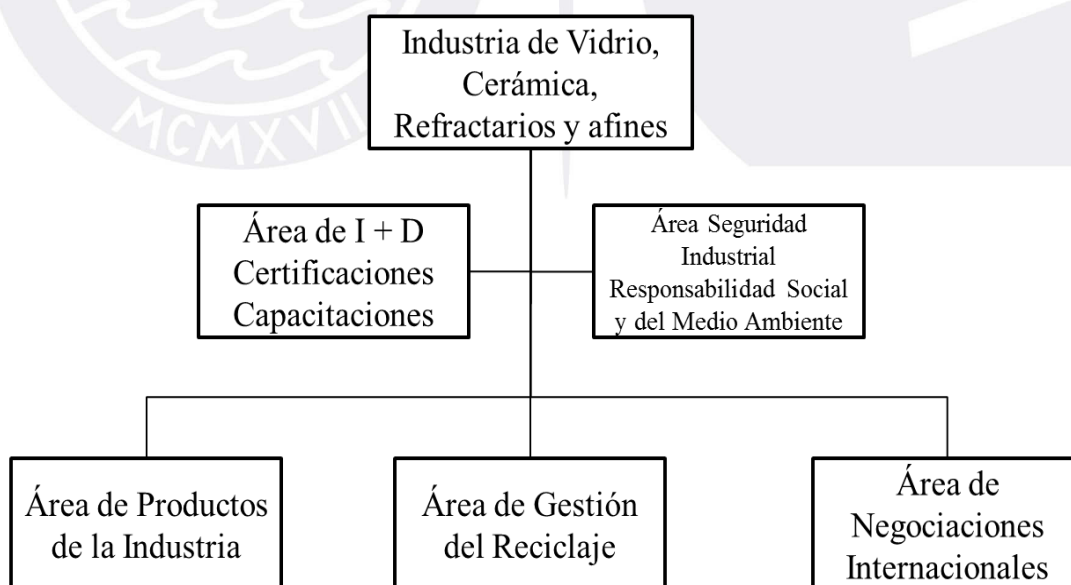 MCMXVII
Industria de Vidrio,
Cerámica,
Refractarios y afines
Área de I + D
Certificaciones
Capacitaciones
Área Seguridad
Industrial
Responsabilidad Social
y del Medio Ambiente
Área de Productos
de la Industria
Área de Gestión
del Reciclaje
Área de
Negociaciones
Internacionales